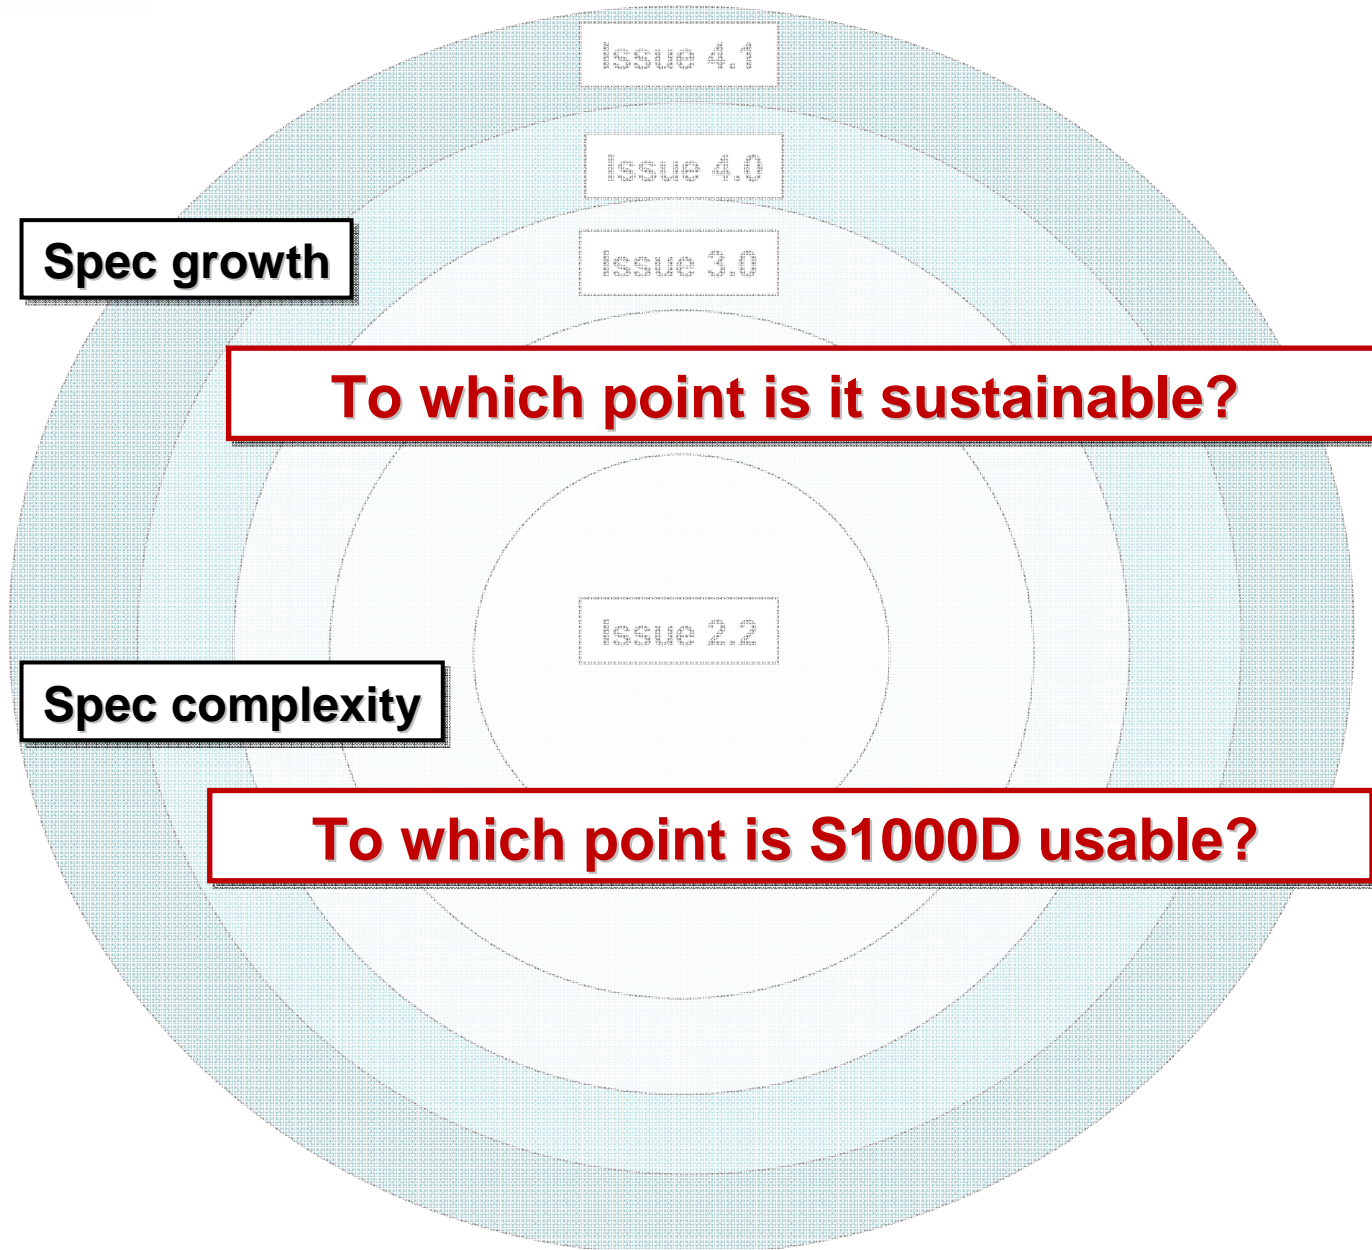 Issue 4.1
Issue 4.0
Spec growth
Issue 3.0
To which point is it sustainable?
Issue 2.2
Spec complexity
To which point is S1000D usable?